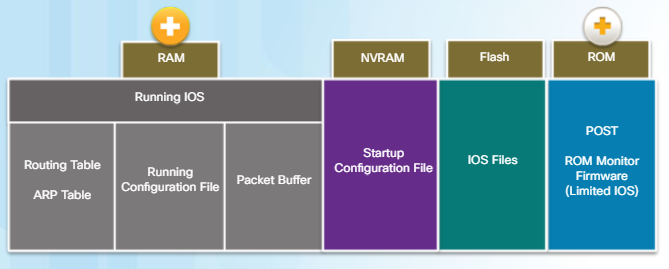 RAM
NVRAM
Flash
ROM
Running IOS
Routing Table
ARP Table
Running
Configuration File
Packet Buffer
Startup
Configuration File
IOS Files
POST
ROM Monitor
Firmware
(Limited IOS)